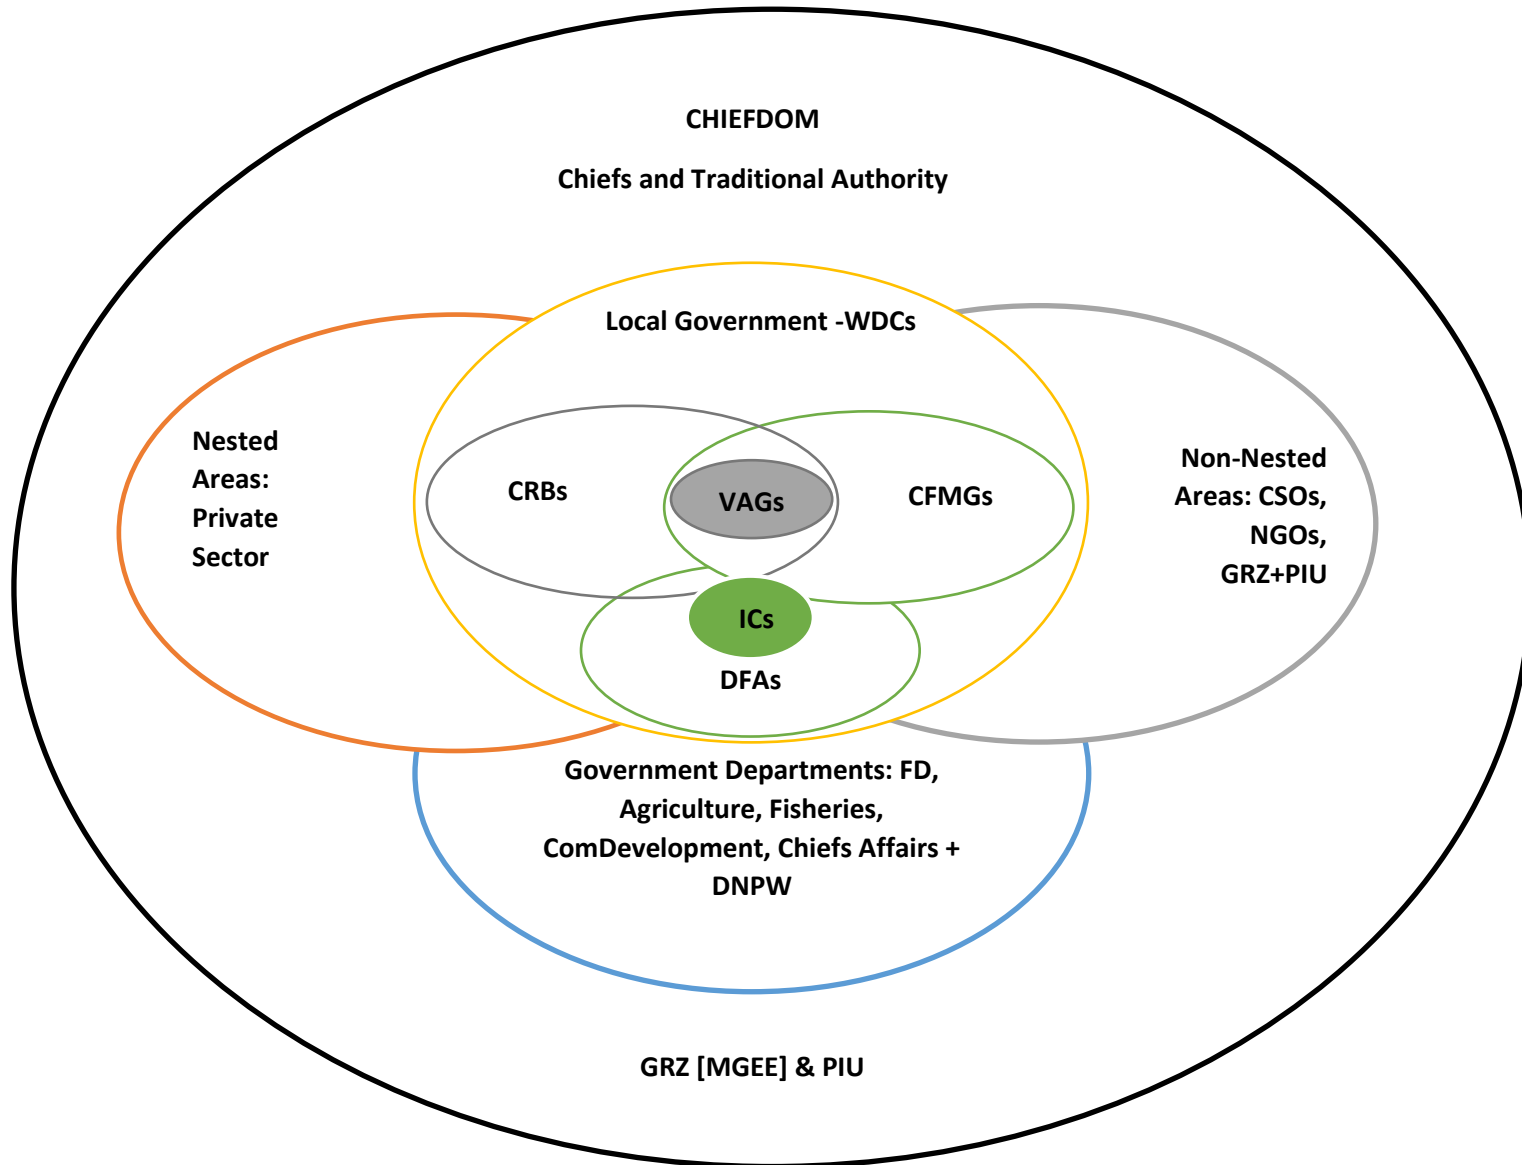 CHIEFDOM
Chiefs and Traditional Authority
Local Government -WDCs
Nested
Areas:
Private
Sector
CRBs
VAGs
CFMGs
Non-Nested
Areas: CSOs,
NGOs,
GRZ+PIU
ICs
DFAs
Government Departments: FD,
Agriculture, Fisheries,
ComDevelopment, Chiefs Affairs +
DNPW
GRZ [MGEE] & PIU